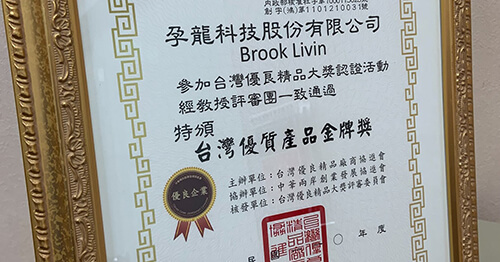 創字(鴻)第110121003號
孕龍科技股份有限公司
Brook Livin
參加台灣優良精品大獎認證活動
經教授評審團一致通過
特頒
台灣優質產品金牌獎
優良企業
主辦單位：台灣優良精品廠商協進會
協辦單位：中華兩岸創業發展協進會
核發單位：台灣優良精品大獎評審委員會
民
〇年度